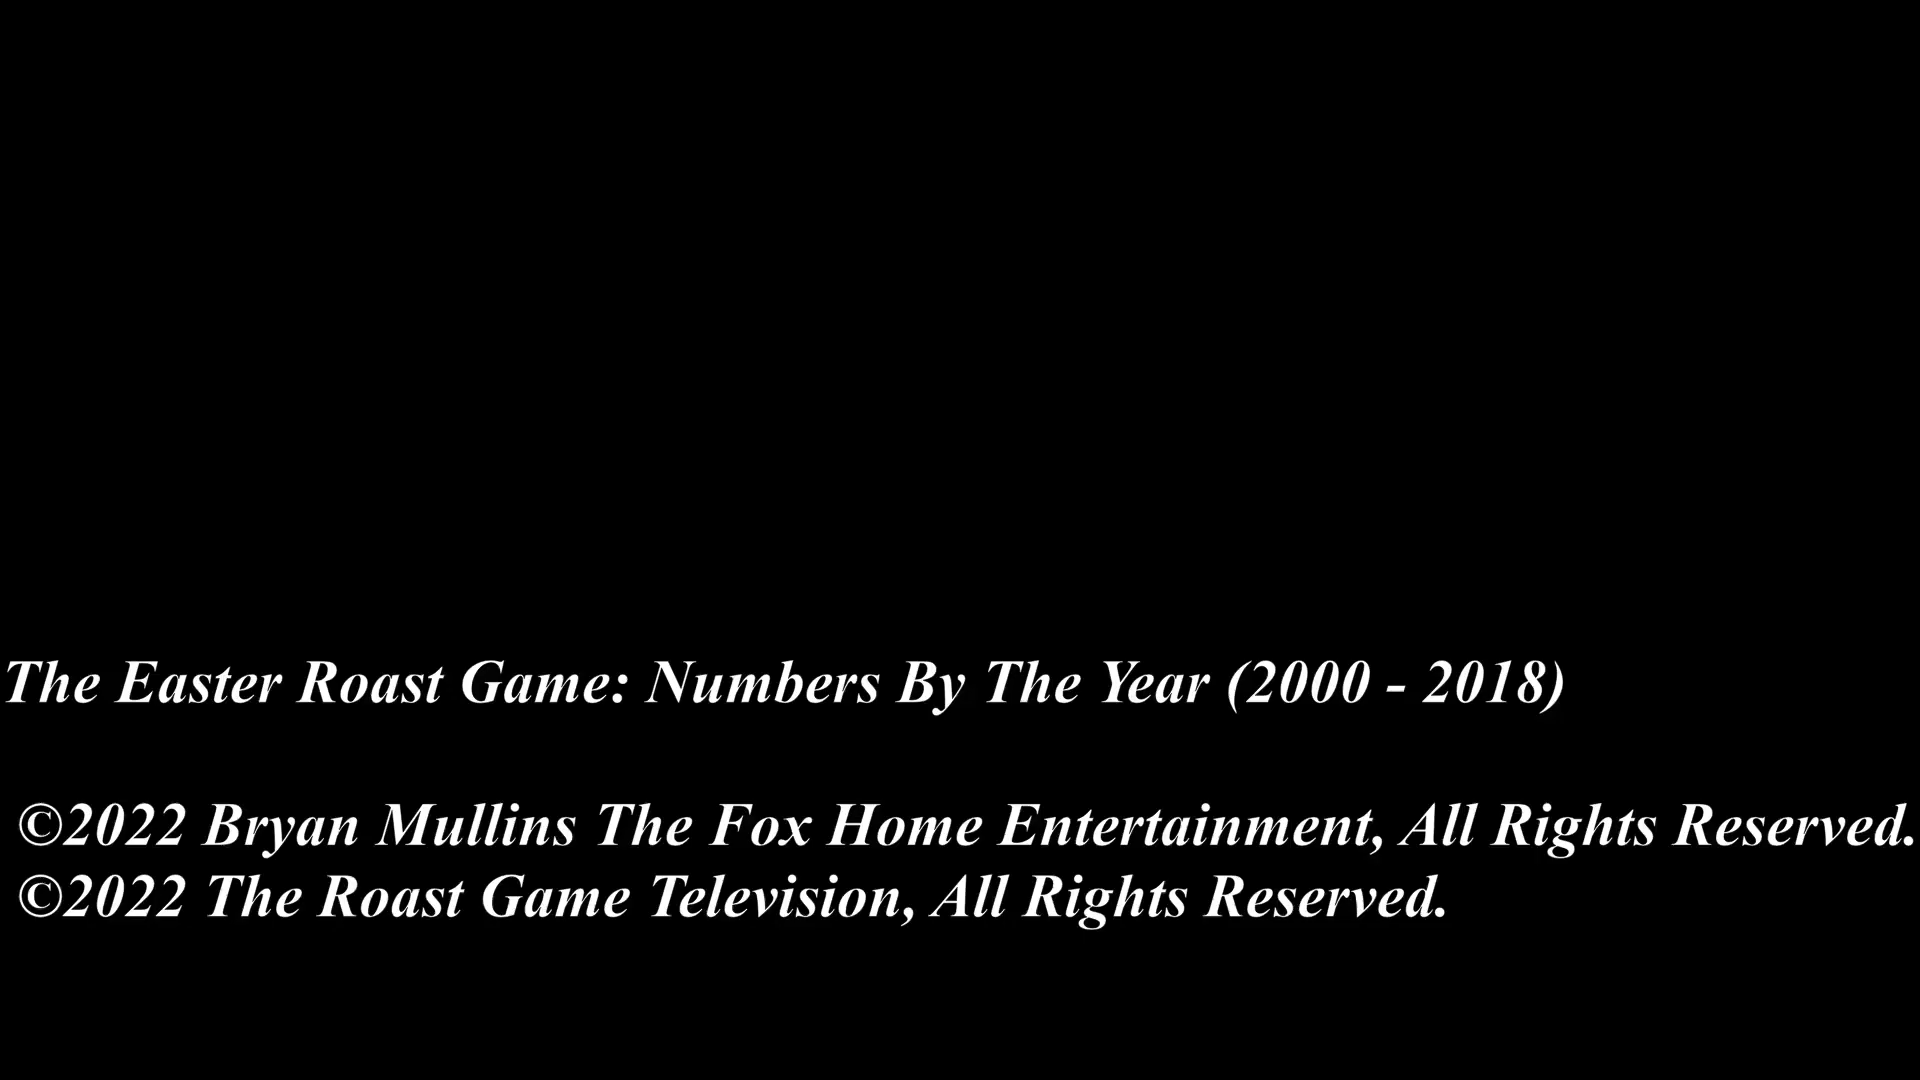 The Easter Roast Game: Numbers By The Year (2000 - 2018)
©2022 Bryan Mullins The Fox Home Entertainment, All Rights Reserved.
©2022 The Roast Game Television, All Rights Reserved.